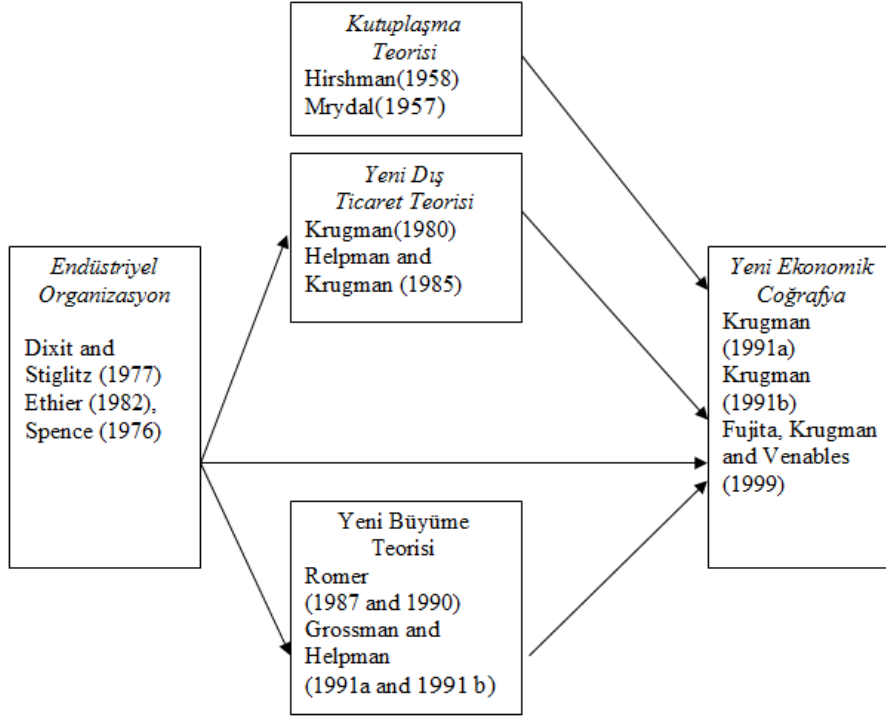 Kutuplaşma
Teorisi
Hirshman(1958)
Mrydal(1957)
Yeni Dış
Ticaret Teorisi
Krugman(1980)
Helpman and
Krugman (1985)
Endüstriyel
Organizasyon
Dixit and
Stiglitz (1977)
Ethier (1982),
Spence (1976)
Yeni Ekonomik
Coğrafya
Krugman
(1991a)
Krugman
(1991b)
Fujita, Krugman
and Venables
(1999)
Yeni Büyüme
Teorisi
Romer
(1987 and 1990)
Grossman and
Helpman
(1991a and 1991 b)